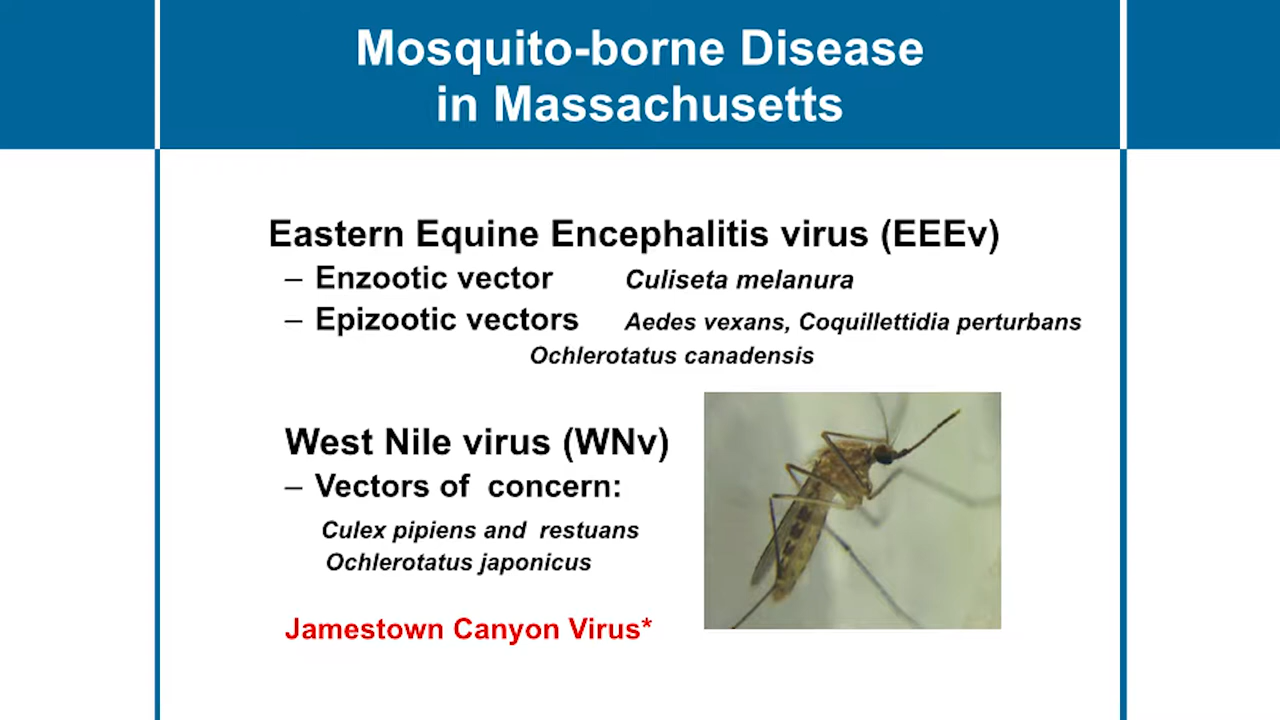 Mosquito-borne Disease
in Massachusetts
Eastern Equine Encephalitis virus (EEEv)
– Enzootic vector Culiseta melanura
– Epizootic vectors Aedes vexans, Coquillettidia perturbans
Ochlerotatus canadensis
West Nile virus (WNv)
– Vectors of concern:
Culex pipiens and restuans
Ochlerotatus japonicus
Jamestown Canyon Virus*